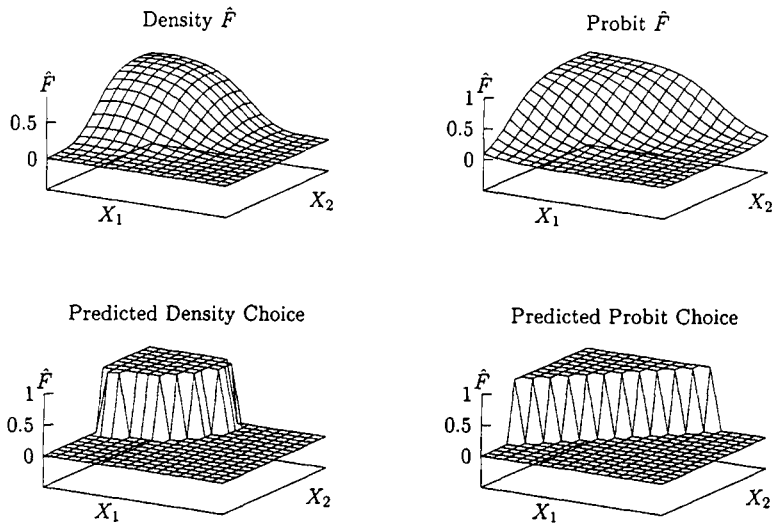 Density F̂
Probit F̂
F̂
0.5
0
X₁
X₂
F̂
1
0.5
0
X₁
X₂
Predicted Density Choice
Predicted Probit Choice
F̂
1
0.5
0
X₁
X₂
F̂
1
0.5
0
X₁
X₂